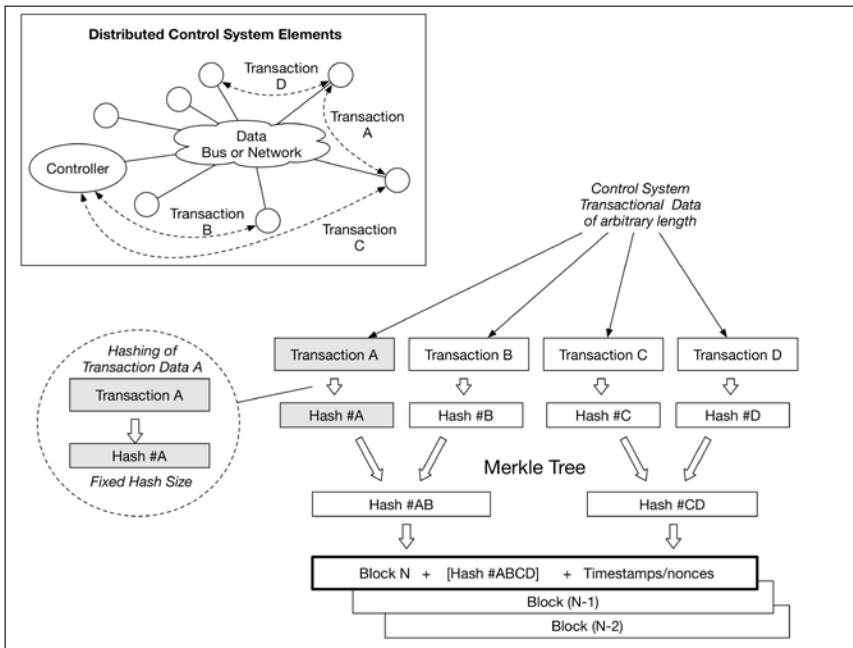 Distributed Control System Elements
Transaction
D
Transaction
A
Data
Bus or Network
Controller
Transaction
B
Transaction
C
Control System
Transactional Data
of arbitrary length
Hashing of
Transaction Data A
Transaction A
Hash #A
Fixed Hash Size
Transaction A
Transaction B
Transaction C
Transaction D
Hash #A
Hash #B
Hash #C
Hash #D
Merkle Tree
Hash #AB
Hash #CD
Block N + [Hash #ABCD] + Timestamps/nonces
Block (N-1)
Block (N-2)